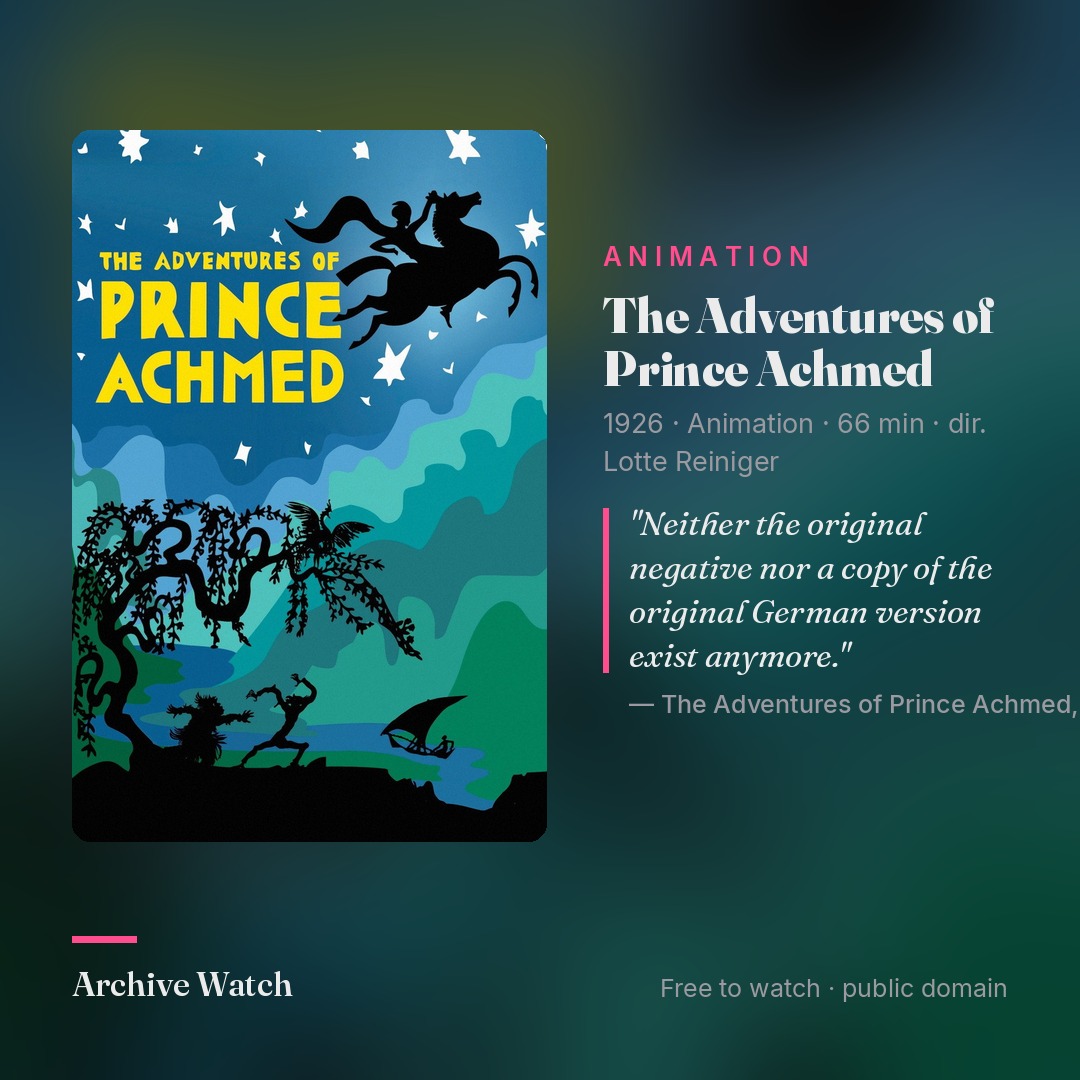 THE ADVENTURES OF
PRINCE
ACHMED
ANIMATION
The Adventures of
Prince Achmed
1926 · Animation · 66 min · dir.
Lotte Reiniger
"Neither the original
negative nor a copy of the
original German version
exist anymore."
— The Adventures of Prince Achmed,
Archive Watch
Free to watch · public domain